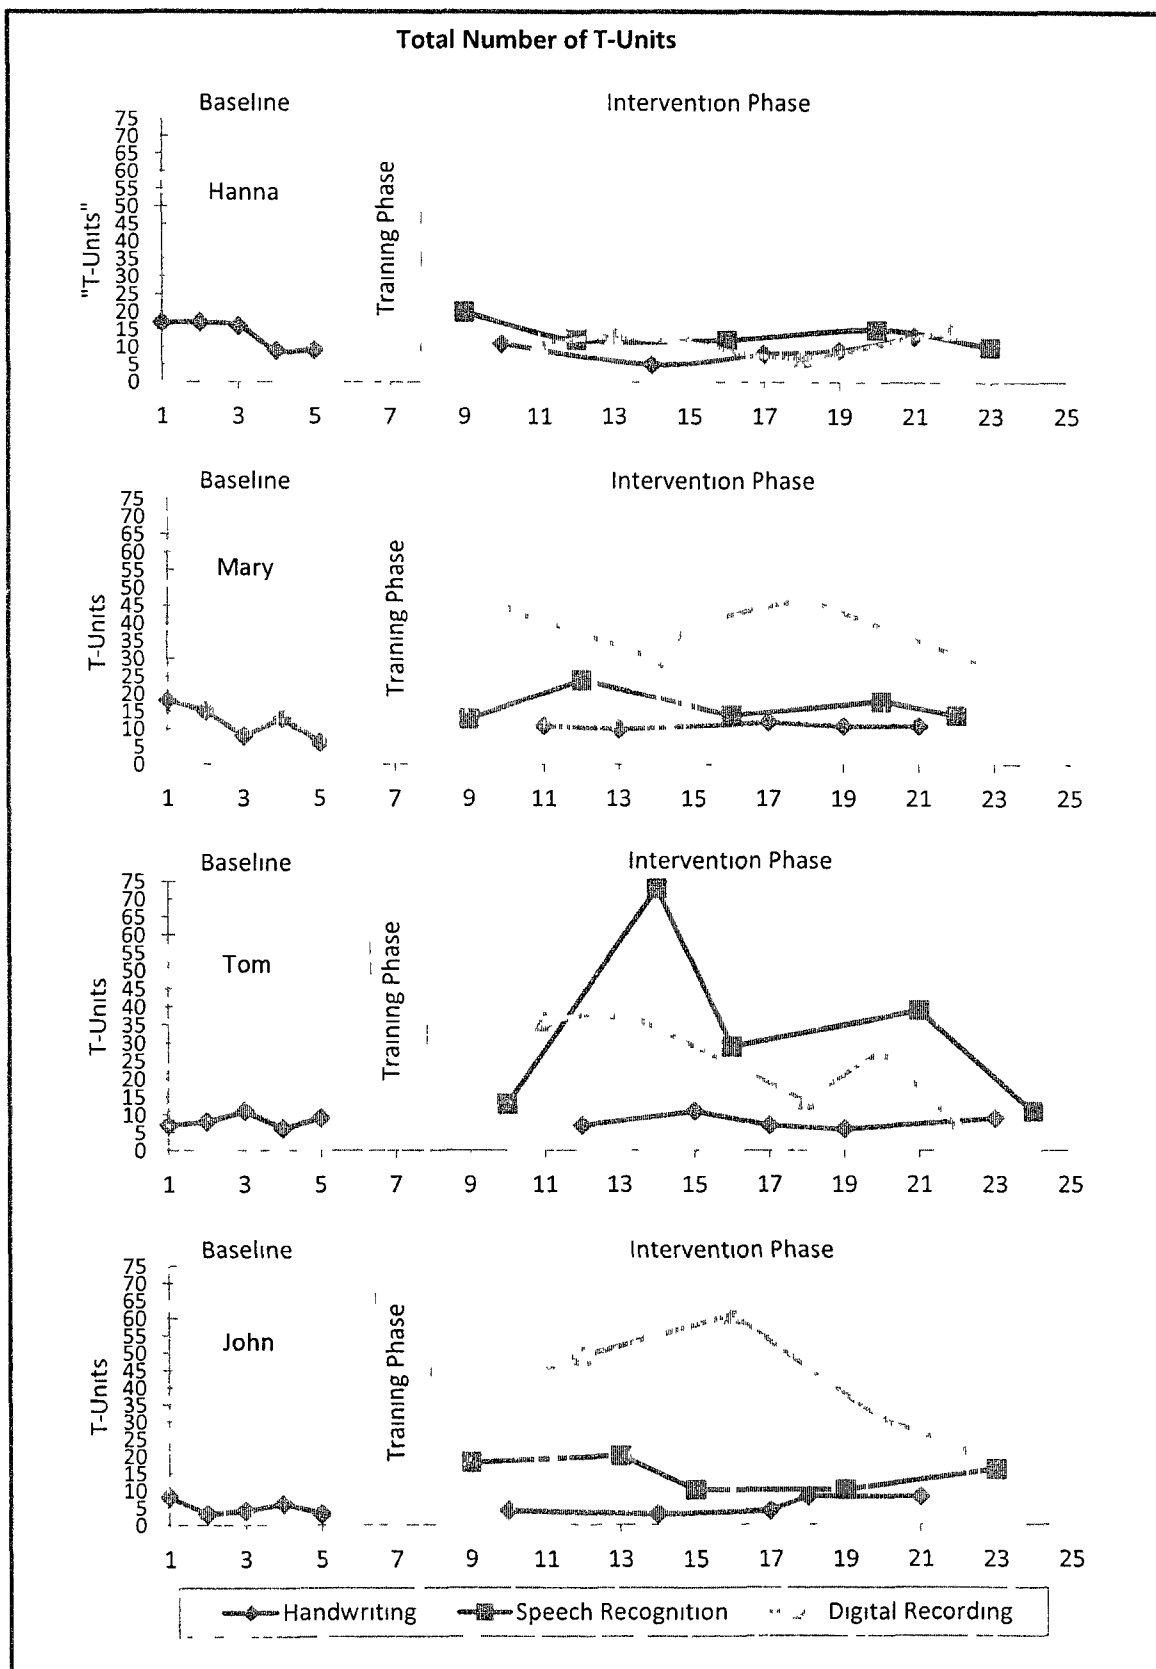 Total Number of T-Units
Baseline Intervention Phase
75
70
65
60
55
50
45
40
35
30
25
20
15
10
5
0
"T-Units"
Hanna
Training Phase
1 3 5 7 9 11 13 15 17 19 21 23 25
Baseline Intervention Phase
75
70
65
60
55
50
45
40
35
30
25
20
15
10
5
0
T-Units
Mary
Training Phase
1 3 5 7 9 11 13 15 17 19 21 23 25
Baseline Intervention Phase
75
70
65
60
55
50
45
40
35
30
25
20
15
10
5
0
T-Units
Tom
Training Phase
1 3 5 7 9 11 13 15 17 19 21 23 25
Baseline Intervention Phase
75
70
65
60
55
50
45
40
35
30
25
20
15
10
5
0
T-Units
John
Training Phase
1 3 5 7 9 11 13 15 17 19 21 23 25
Handwriting Speech Recognition Digital Recording